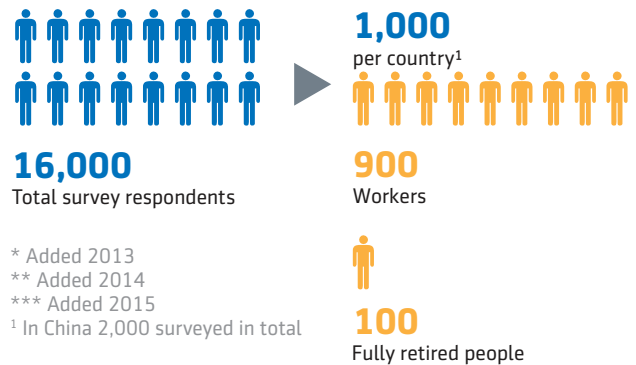 16,000
Total survey respondents
* Added 2013
** Added 2014
*** Added 2015
¹ In China 2,000 surveyed in total
1,000
per country¹
900
Workers
100
Fully retired people